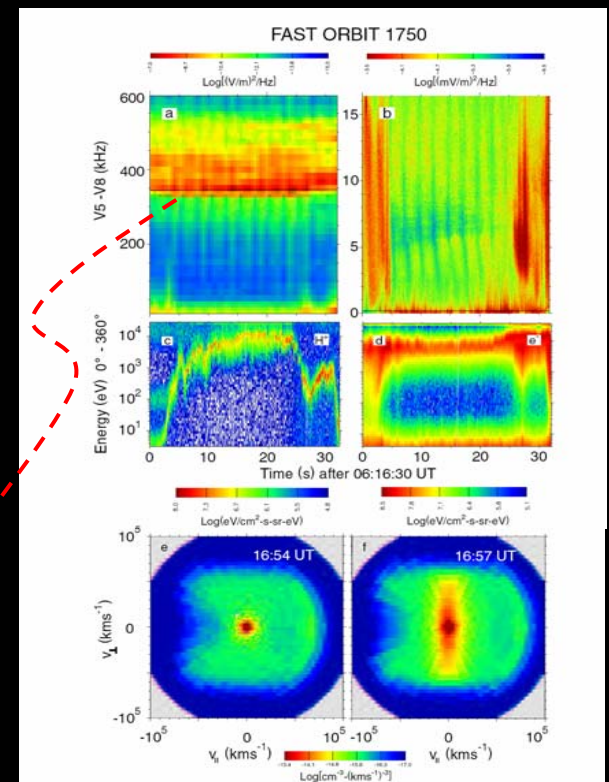 FAST ORBIT 1750
Log[(V/m)²/Hz]
Log[(mV/m)²/Hz]
a
b
V5 -V8 (kHz)
600
400
200
15
10
5
0
c
H⁺
d
e⁻
Energy (eV) 0° - 360°
10⁴
10³
10²
10¹
0 10 20 30
0 10 20 30
Time (s) after 06:16:30 UT
Log(eV/cm²-s-sr-eV)
Log(eV/cm²-s-sr-eV)
e
16:54 UT
f
16:57 UT
v⊥ (kms⁻¹)
10⁵
0
-10⁵
-10⁵ 0 10⁵
-10⁵ 0 10⁵
v∥ (kms⁻¹)
v∥ (kms⁻¹)
Log[cm⁻³-(kms⁻¹)⁻³]